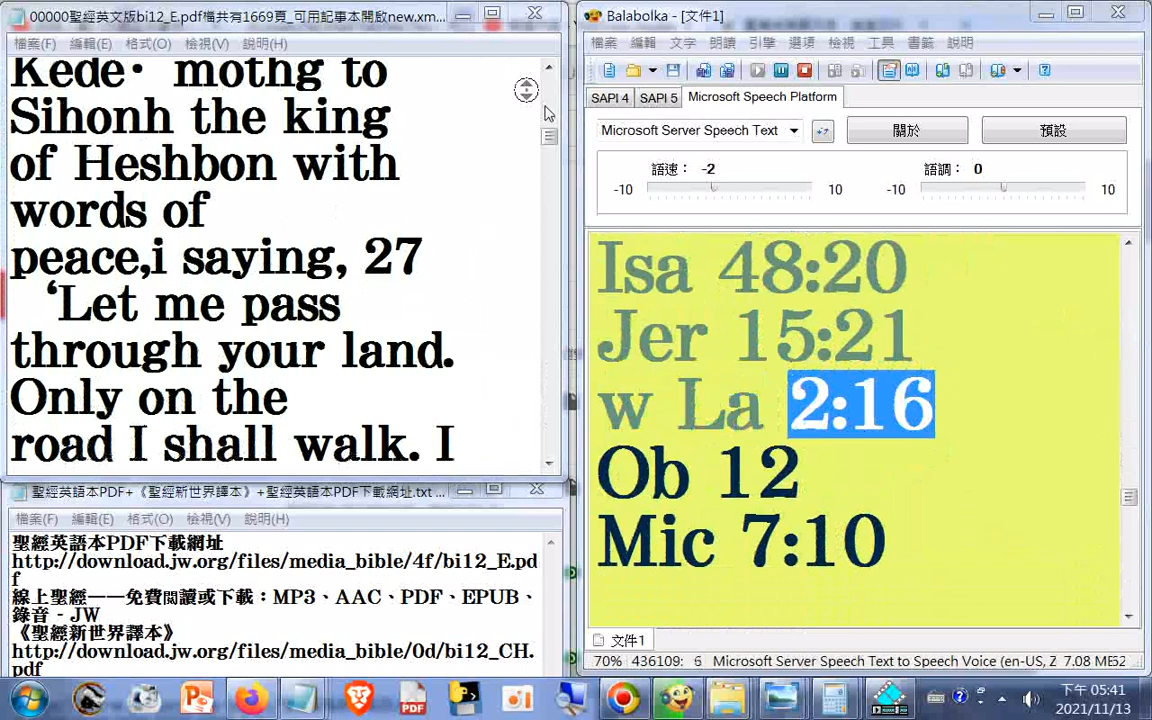 00000聖經英文版bi12_E.pdf檔共有1669頁_可用記事本開啟new.xm...
檔案(F) 編輯(E) 格式(O) 檢視(V) 說明(H)
Kede· mothg to
Sihonh the king
of Heshbon with
words of
peace,i saying, 27
‘Let me pass
through your land.
Only on the
road I shall walk. I
聖經英語本PDF+《聖經新世界譯本》+聖經英語本PDF下載網址.txt ...
檔案(F) 編輯(E) 格式(O) 檢視(V) 說明(H)
聖經英語本PDF下載網址
http://download.jw.org/files/media_bible/4f/bi12_E.pd
f
線上聖經——免費閱讀或下載：MP3、AAC、PDF、EPUB、
錄音 - JW
《聖經新世界譯本》
http://download.jw.org/files/media_bible/0d/bi12_CH.
pdf
Balabolka - [文件1]
檔案 編輯 文字 朗讀 引擎 選項 檢視 工具 書籤 說明
SAPI 4 SAPI 5 Microsoft Speech Platform
Microsoft Server Speech Text 關於 預設
語速： -2 語調： 0
-10 10 -10 10
Isa 48:20
Jer 15:21
w La 2:16
Ob 12
Mic 7:10
文件1
70% 436109: 6 Microsoft Server Speech Text to Speech Voice (en-US, Z 7.08 ME52
PDF
下午 05:41
2021/11/13